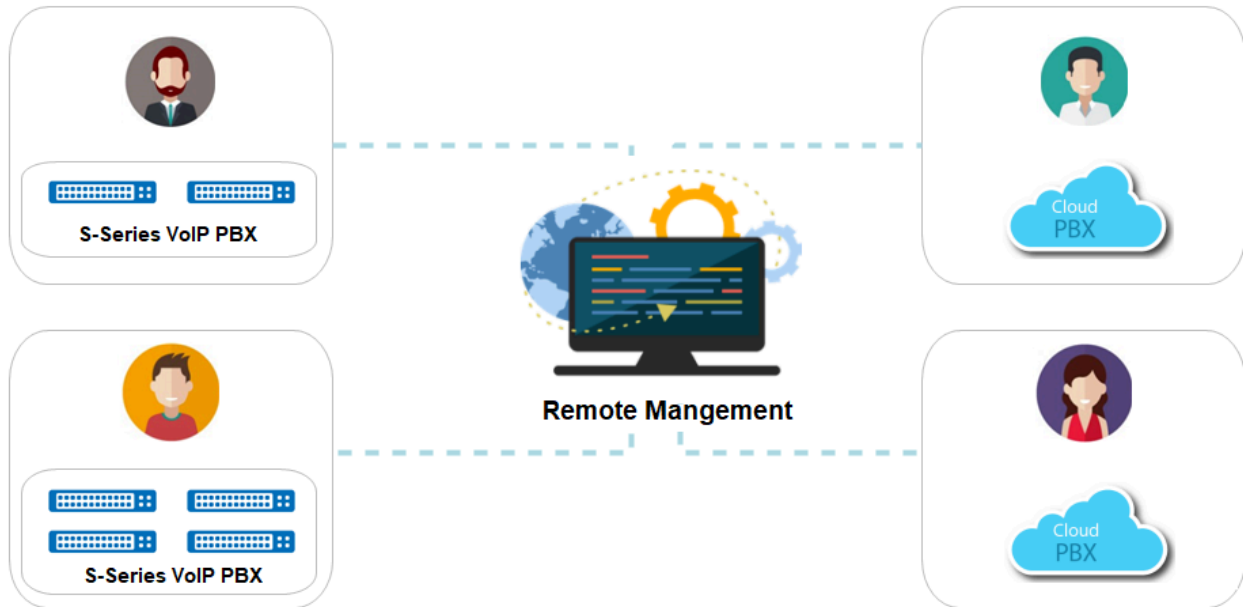 S-Series VoIP PBX
Cloud
PBX
Remote Mangement
S-Series VoIP PBX
Cloud
PBX